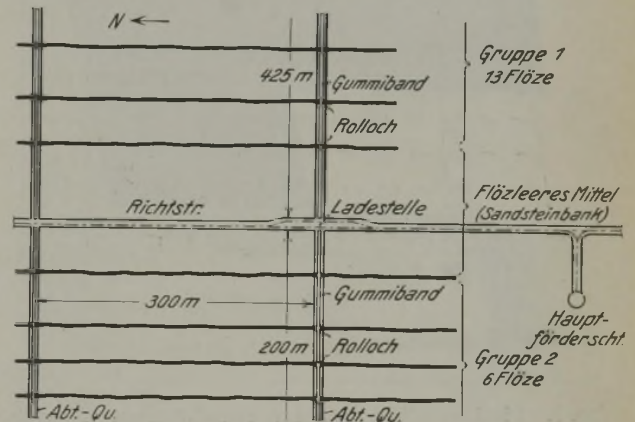 N
Gruppe 1
13 Flöze
425 m
Gummiband
Rolloch
Richtstr.
Ladestelle
Flözleeres Mittel
(Sandsteinbank)
300 m
Gummiband
Haupt-
förderscht.
200 m
Rolloch
Gruppe 2
6 Flöze
Abt.-Qu.
Abt.-Qu.